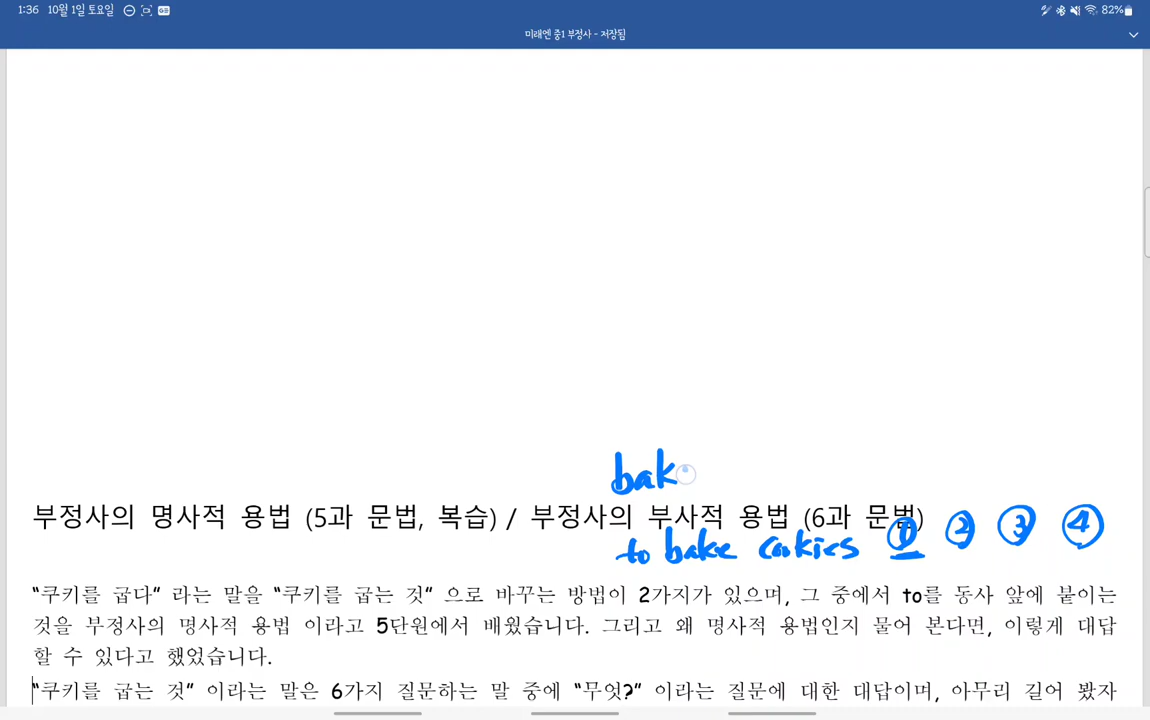 1:36 10월 1일 토요일
82%
미래엔 중1 부정사 - 저장됨
bak
부정사의 명사적 용법 (5과 문법, 복습) / 부정사의 부사적 용법 (6과 문법)
to bake cookies ① ② ③ ④
“쿠키를 굽다” 라는 말을 “쿠키를 굽는 것” 으로 바꾸는 방법이 2가지가 있으며, 그 중에서 to를 동사 앞에 붙이는
것을 부정사의 명사적 용법 이라고 5단원에서 배웠습니다. 그리고 왜 명사적 용법인지 물어 본다면, 이렇게 대답
할 수 있다고 했었습니다.
“쿠키를 굽는 것” 이라는 말은 6가지 질문하는 말 중에 “무엇?” 이라는 질문에 대한 대답이며, 아무리 길어 봤자